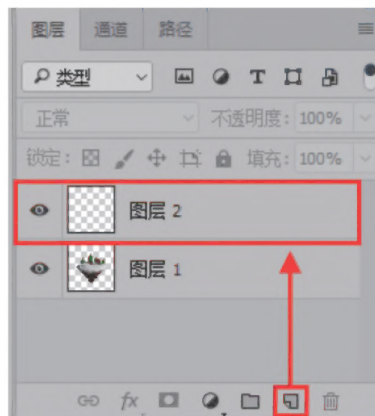 图层 通道 路径
类型 T
正常 不透明度: 100%
锁定: 填充: 100%
图层 2
图层 1
fx